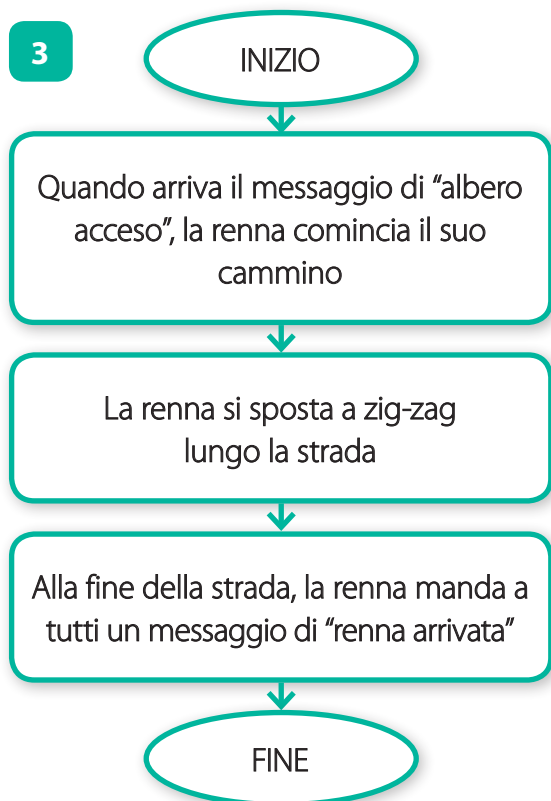 3
INIZIO
Quando arriva il messaggio di “albero
acceso”, la renna comincia il suo
cammino
La renna si sposta a zig-zag
lungo la strada
Alla fine della strada, la renna manda a
tutti un messaggio di “renna arrivata”
FINE